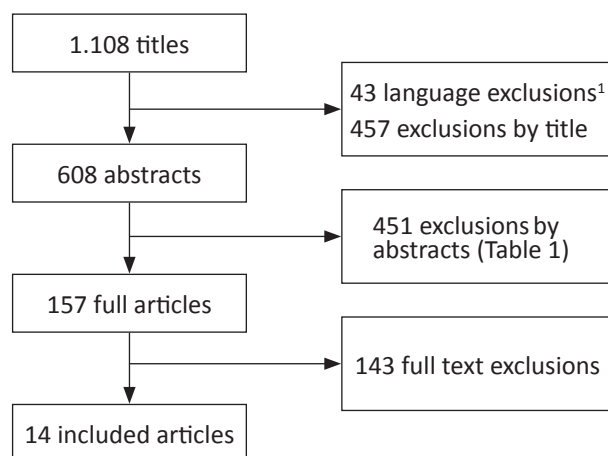 1.108 titles
43 language exclusions¹
457 exclusions by title
608 abstracts
451 exclusions by
abstracts (Table 1)
157 full articles
143 full text exclusions
14 included articles